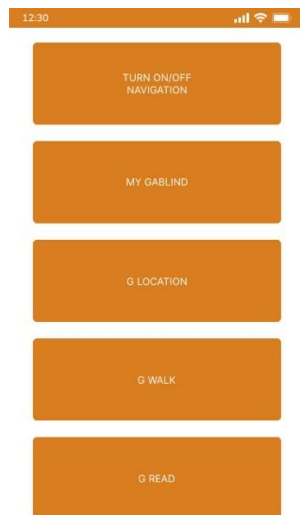 12:30
TURN ON/OFF
NAVIGATION
MY GABLIND
G LOCATION
G WALK
G READ